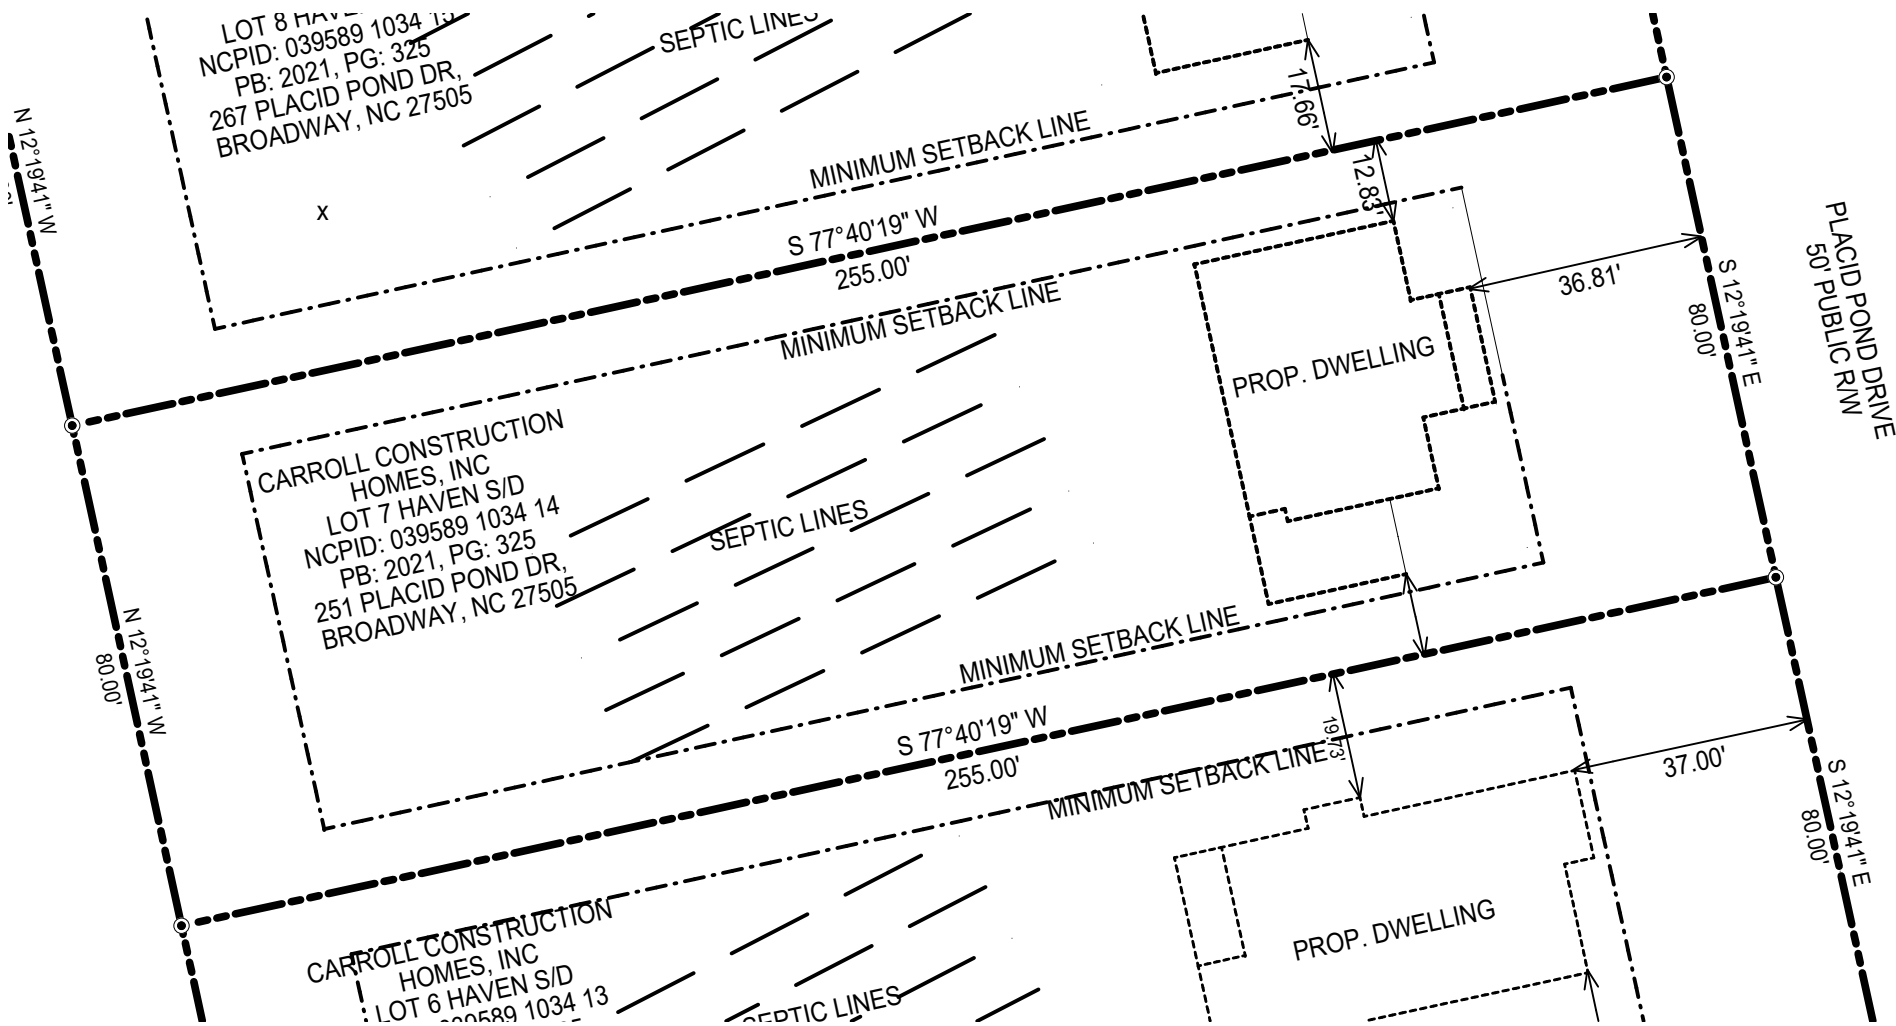 LOT 8 HAVEN
NCPID: 039589 1034 15
PB: 2021, PG: 325
267 PLACID POND DR,
BROADWAY, NC 27505
SEPTIC LINES
x
N 12°19'41" W
MINIMUM SETBACK LINE
17.66'
12.83'
S 77°40'19" W
255.00'
MINIMUM SETBACK LINE
36.81'
S 12°19'41" E
80.00'
PLACID POND DRIVE
50' PUBLIC R/W
PROP. DWELLING
CARROLL CONSTRUCTION
HOMES, INC
LOT 7 HAVEN S/D
NCPID: 039589 1034 14
PB: 2021, PG: 325
251 PLACID POND DR,
BROADWAY, NC 27505
SEPTIC LINES
N 12°19'41" W
80.00'
MINIMUM SETBACK LINE
S 77°40'19" W
255.00'
19.73'
MINIMUM SETBACK LINE
37.00'
S 12°19'41" E
80.00'
PROP. DWELLING
CARROLL CONSTRUCTION
HOMES, INC
LOT 6 HAVEN S/D
039589 1034 13
SEPTIC LINES